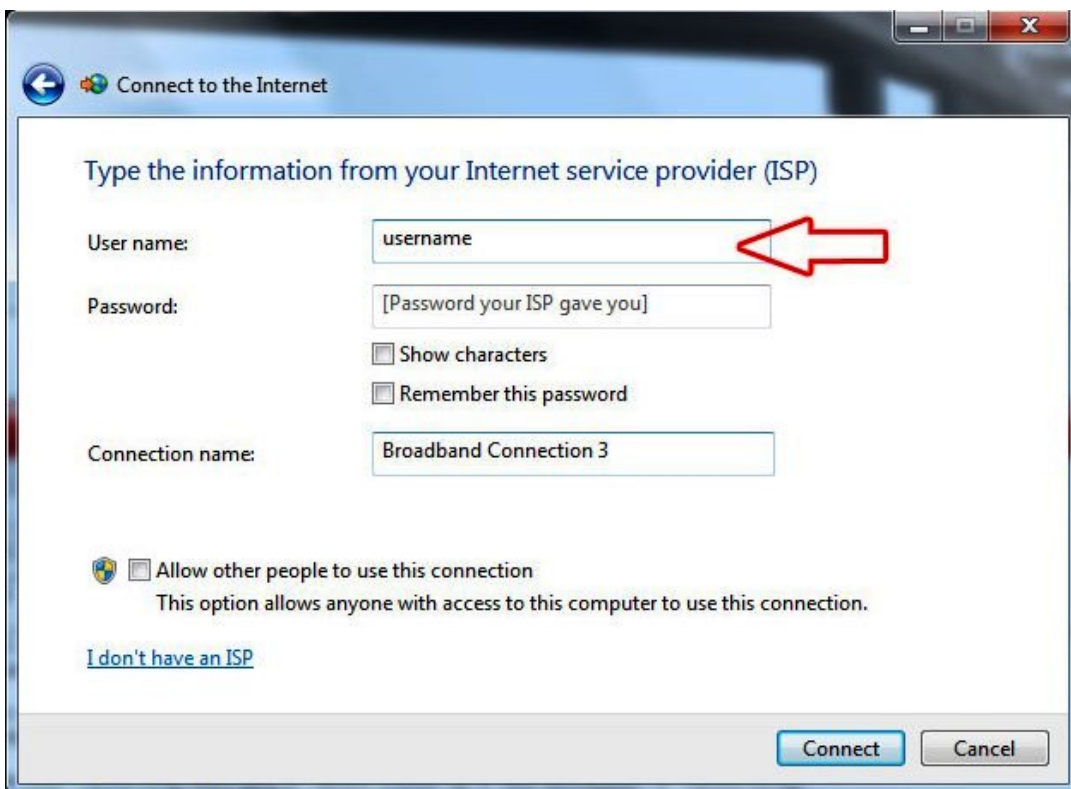 Connect to the Internet
Type the information from your Internet service provider (ISP)
User name: username
Password: [Password your ISP gave you]
Show characters
Remember this password
Connection name: Broadband Connection 3
Allow other people to use this connection
This option allows anyone with access to this computer to use this connection.
I don't have an ISP
Connect Cancel